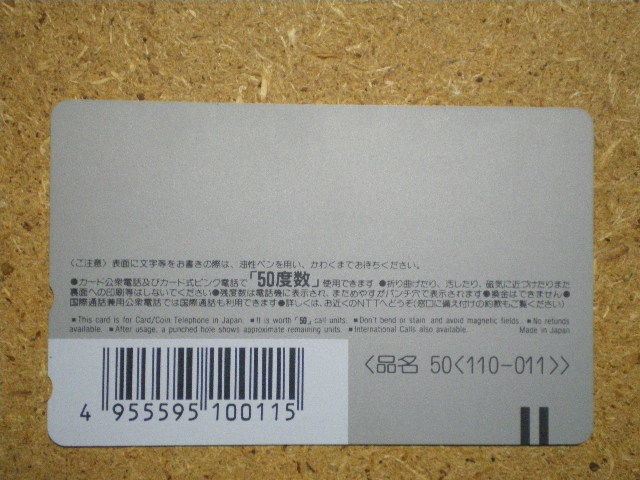 〈ご注意〉表面に文字等をお書きの際は、油性ペンを用い、かわくまでお待ちください。
●カード公衆電話及びカード式ピンク電話で「50度数」使用できます ●折り曲げたり、汚したり、磁気に近づけたりまた
裏面への印刷等はしないでください●残度数は電話機に表示され、まためやすがパンチ穴で表示されます●換金はできません●
国際通話兼用公衆電話では国際通話も利用できます●詳しくは、お近くのNTTへどうぞ(窓口に備え付けの約款もご覧ください)
■This card is for Card/Coin Telephone in Japan. ■It is worth「50」call units. ■Don't bend or stain and avoid magnetic fields. ■No refunds
available. ■After usage, a punched hole shows approximate remaining units. ■International Calls also available. Made in Japan
〈品名 50〈110-011〉〉
4 955595 100115